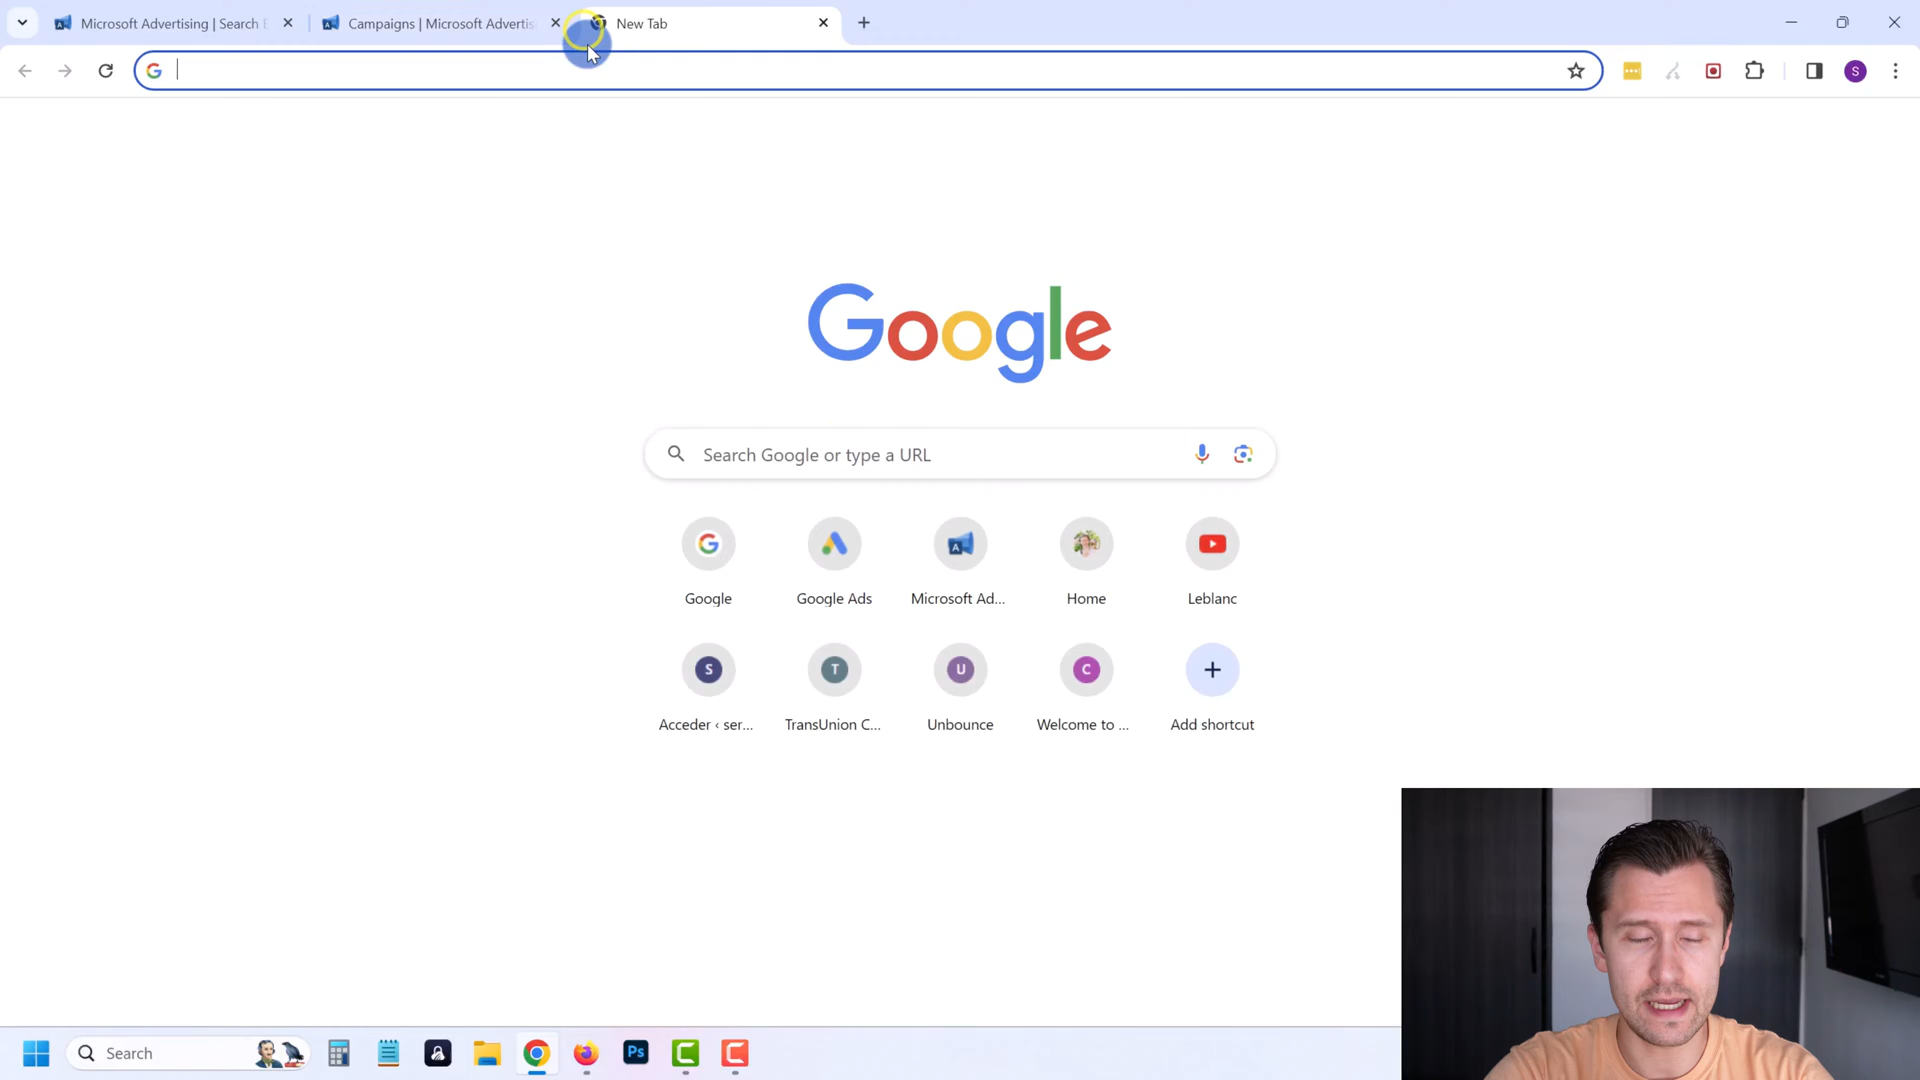 Microsoft Advertising | Search E
Campaigns | Microsoft Advertis
New Tab
S
Google
Search Google or type a URL
Google
Google Ads
Microsoft Ad...
Home
Leblanc
S
T
U
C
Acceder ‹ ser...
TransUnion C...
Unbounce
Welcome to ...
Add shortcut
Search
Ps